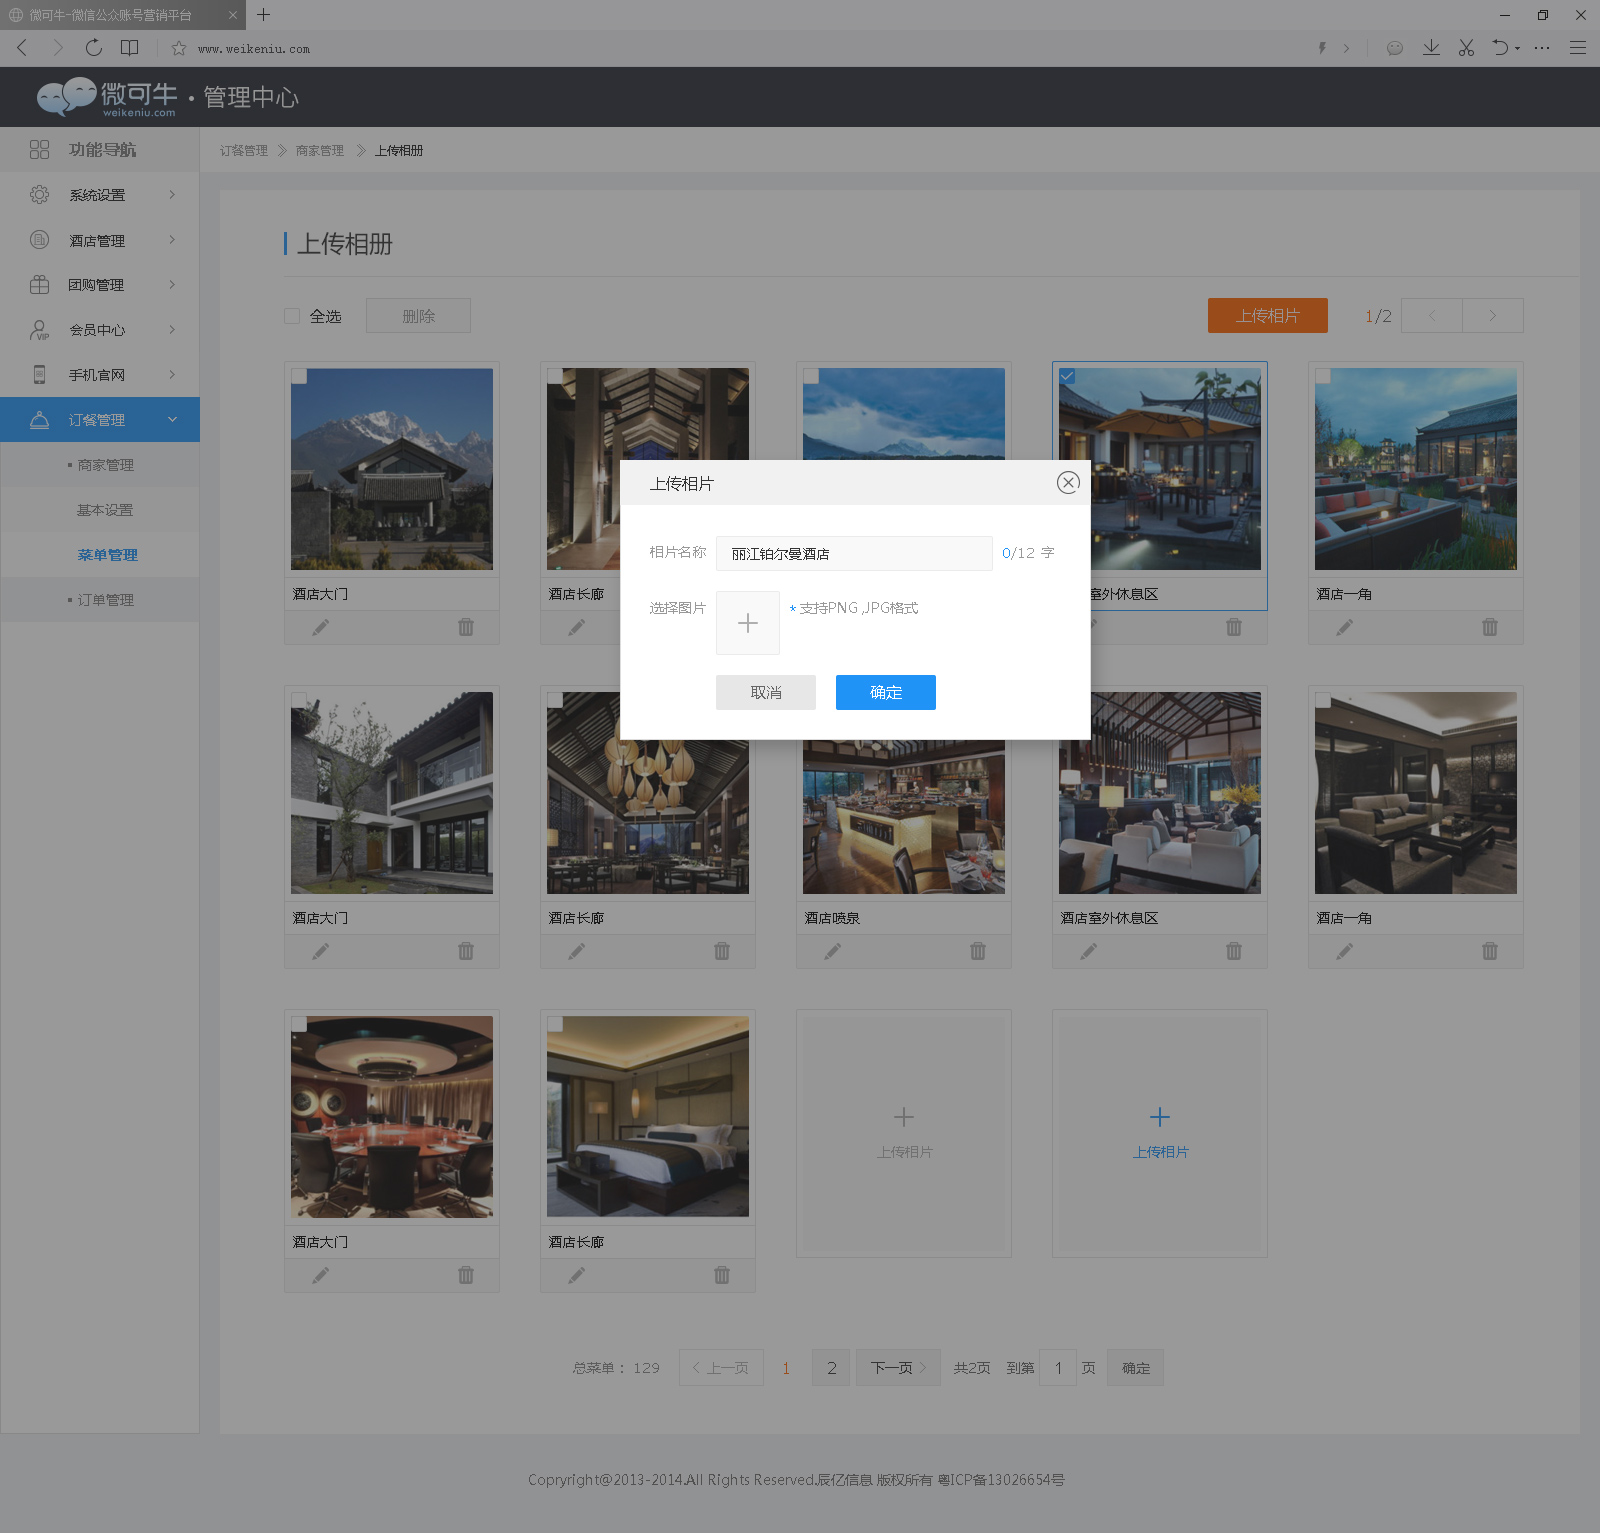 微可牛-微信公众账号营销平台
www.weikeniu.com
微可牛
weikeniu.com
·管理中心
功能导航
系统设置
酒店管理
团购管理
会员中心
VIP
手机官网
订餐管理
商家管理
基本设置
菜单管理
订单管理
订餐管理 商家管理 上传相册
上传相册
全选 删除 上传相片 1/2
酒店大门 酒店长廊 室外休息区 酒店一角
上传相片
相片名称 丽江铂尔曼酒店 0/12 字
选择图片 * 支持PNG ,JPG格式
取消 确定
酒店大门 酒店长廊 酒店喷泉 酒店室外休息区 酒店一角
上传相片 上传相片
酒店大门 酒店长廊
总菜单： 129 上一页 1 2 下一页 共2页 到第 1 页 确定
Copryright@2013-2014.All Rights Reserved.辰亿信息 版权所有 粤ICP备13026654号